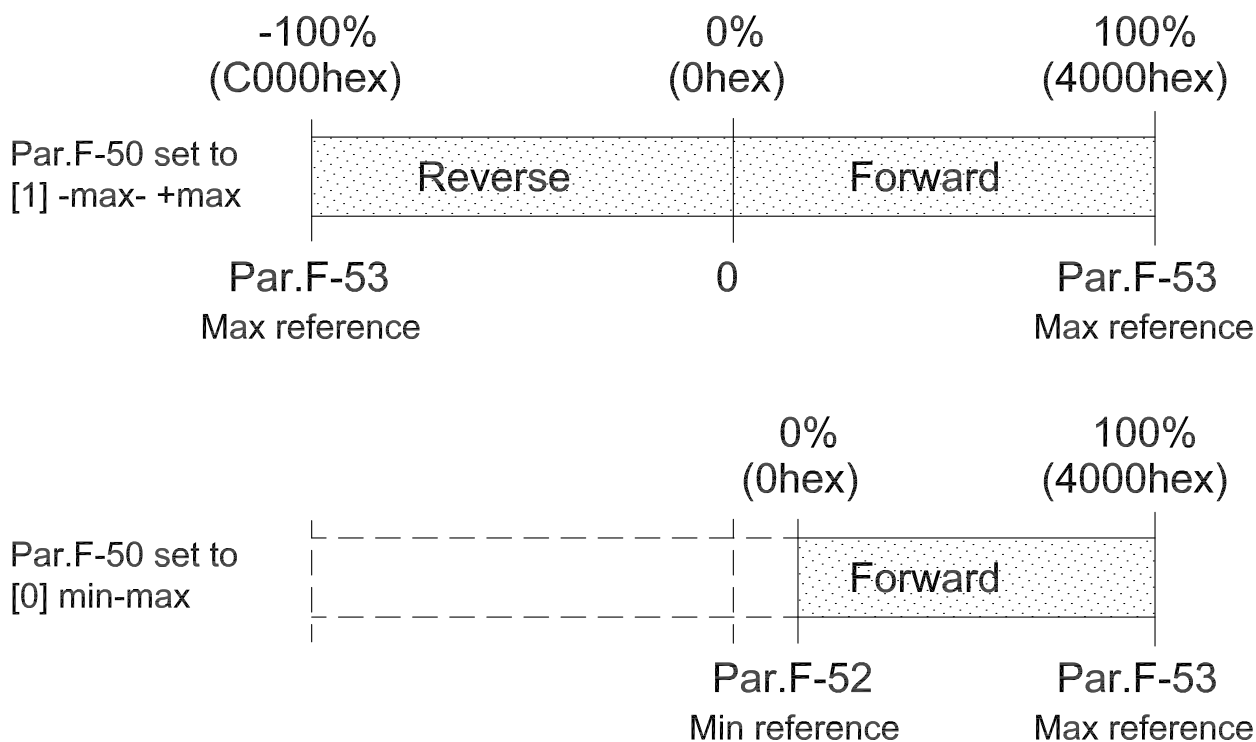 -100% 0% 100%
(C000hex) (0hex) (4000hex)
Par.F-50 set to
[1] -max- +max
Reverse Forward
Par.F-53 0 Par.F-53
Max reference Max reference
0% 100%
(0hex) (4000hex)
Par.F-50 set to
[0] min-max
Forward
Par.F-52 Par.F-53
Min reference Max reference